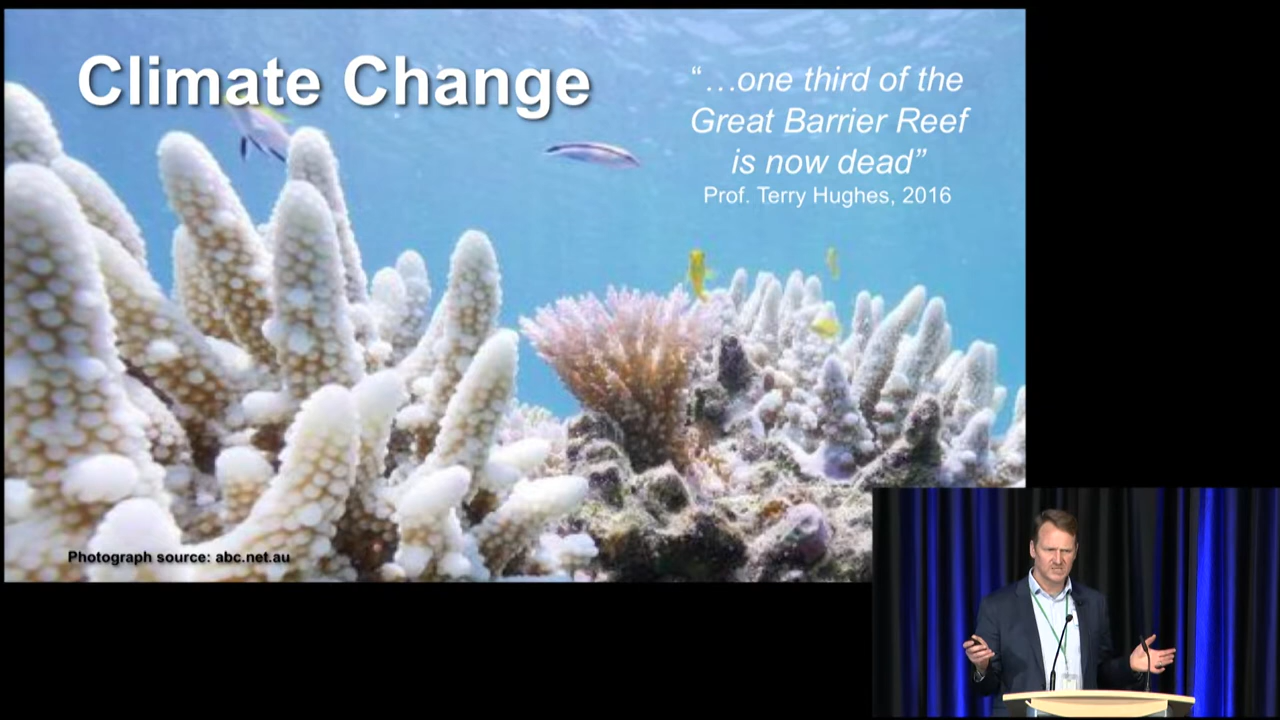 Climate Change
“…one third of the
Great Barrier Reef
is now dead”
Prof. Terry Hughes, 2016
Photograph source: abc.net.au